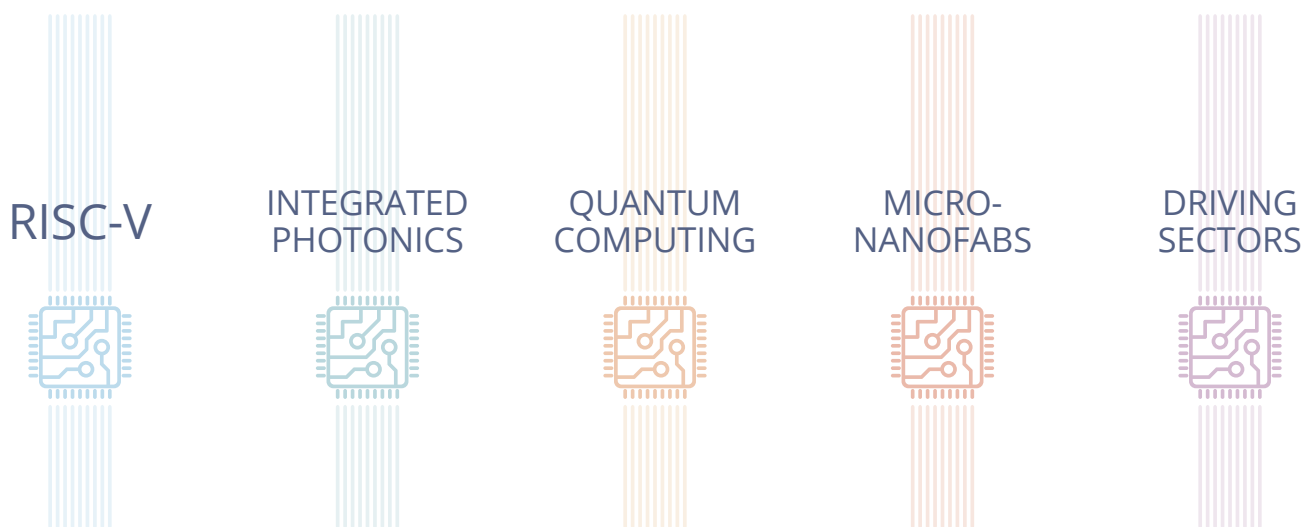 RISC-V
INTEGRATED
PHOTONICS
QUANTUM
COMPUTING
MICRO-
NANOFABS
DRIVING
SECTORS